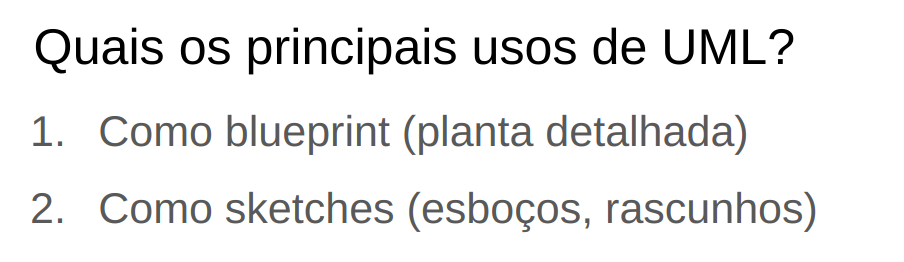 Quais os principais usos de UML?
1. Como blueprint (planta detalhada)
2. Como sketches (esboços, rascunhos)